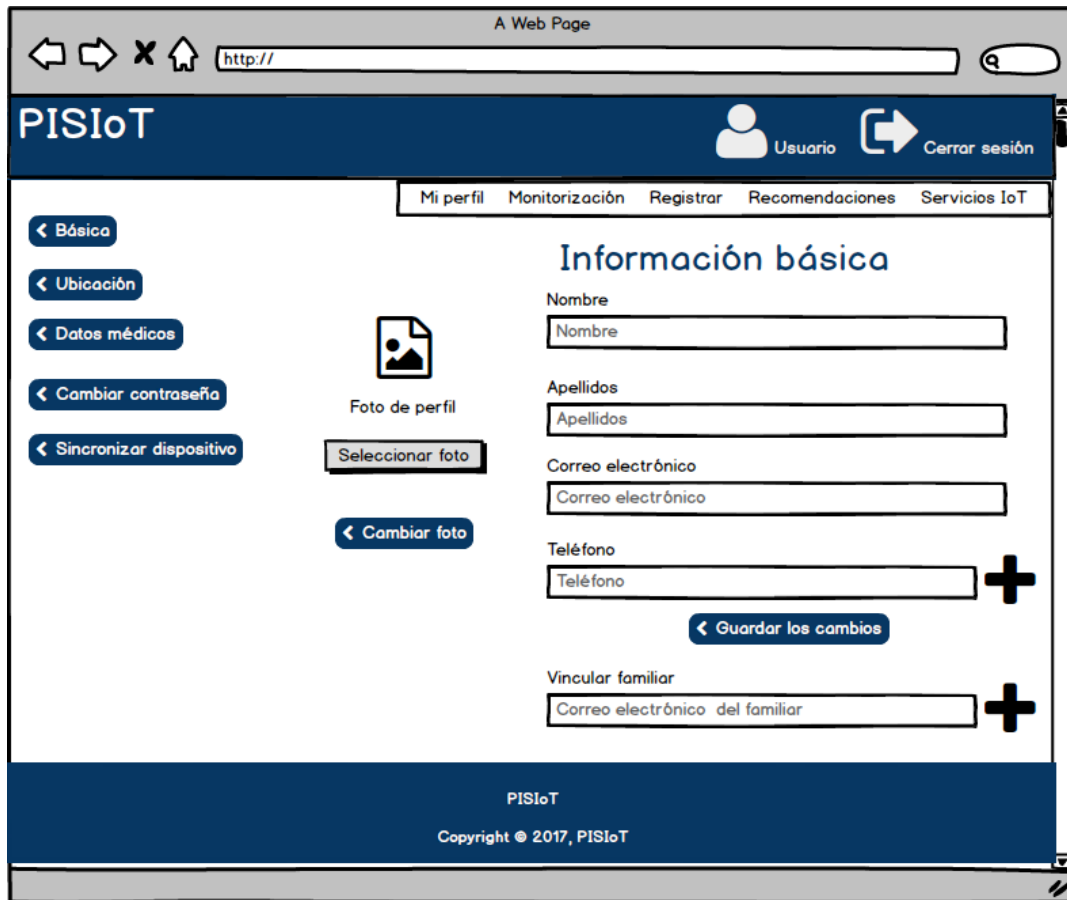 A Web Page
http://
PISIoT
Usuario
Cerrar sesión
Mi perfil Monitorización Registrar Recomendaciones Servicios IoT
Básica
Ubicación
Datos médicos
Cambiar contraseña
Sincronizar dispositivo
Foto de perfil
Seleccionar foto
Cambiar foto
Información básica
Nombre
Nombre
Apellidos
Apellidos
Correo electrónico
Correo electrónico
Teléfono
Teléfono
Guardar los cambios
Vincular familiar
Correo electrónico del familiar
PISIoT
Copyright © 2017, PISIoT